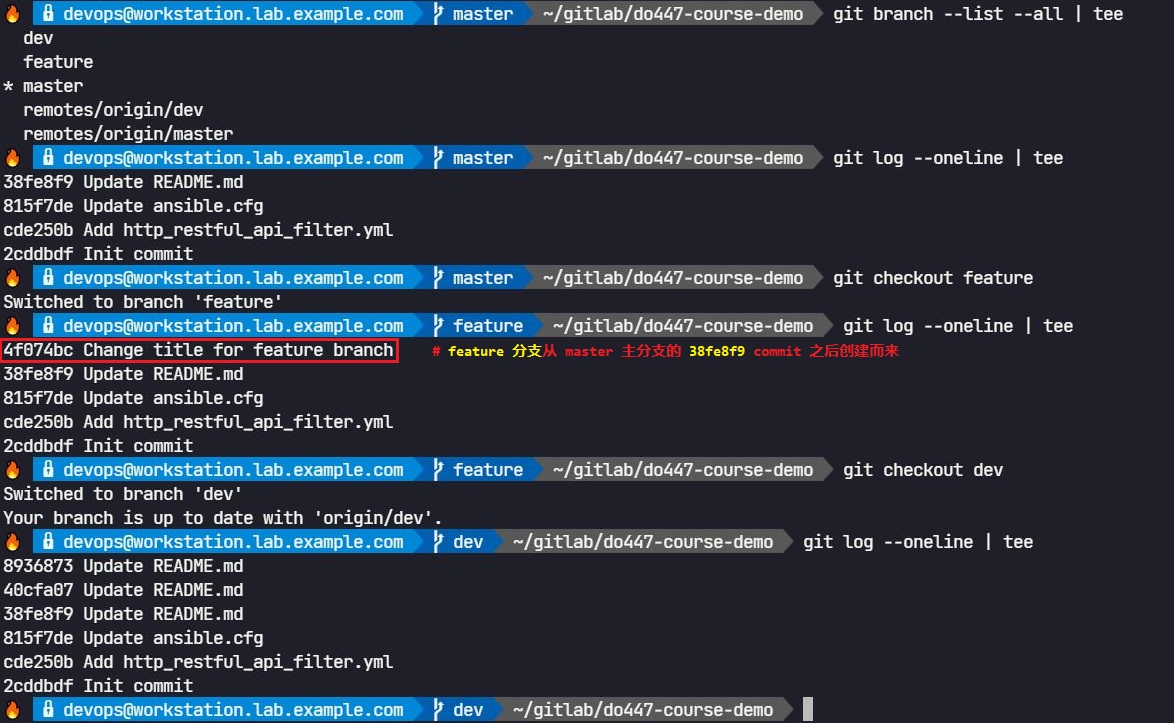 devops@workstation.lab.example.com master ~/gitlab/do447-course-demo git branch --list --all | tee
dev
feature
* master
remotes/origin/dev
remotes/origin/master
devops@workstation.lab.example.com master ~/gitlab/do447-course-demo git log --oneline | tee
38fe8f9 Update README.md
815f7de Update ansible.cfg
cde250b Add http_restful_api_filter.yml
2cddbdf Init commit
devops@workstation.lab.example.com master ~/gitlab/do447-course-demo git checkout feature
Switched to branch 'feature'
devops@workstation.lab.example.com feature ~/gitlab/do447-course-demo git log --oneline | tee
4f074bc Change title for feature branch # feature 分支从 master 主分支的 38fe8f9 commit 之后创建而来
38fe8f9 Update README.md
815f7de Update ansible.cfg
cde250b Add http_restful_api_filter.yml
2cddbdf Init commit
devops@workstation.lab.example.com feature ~/gitlab/do447-course-demo git checkout dev
Switched to branch 'dev'
Your branch is up to date with 'origin/dev'.
devops@workstation.lab.example.com dev ~/gitlab/do447-course-demo git log --oneline | tee
8936873 Update README.md
40cfa07 Update README.md
38fe8f9 Update README.md
815f7de Update ansible.cfg
cde250b Add http_restful_api_filter.yml
2cddbdf Init commit
devops@workstation.lab.example.com dev ~/gitlab/do447-course-demo